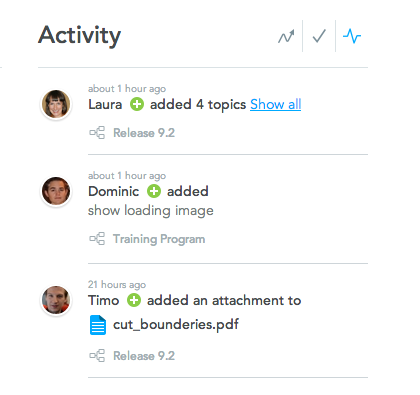 Activity
about 1 hour ago
Laura added 4 topics Show all
Release 9.2
about 1 hour ago
Dominic added
show loading image
Training Program
21 hours ago
Timo added an attachment to
cut_bounderies.pdf
Release 9.2